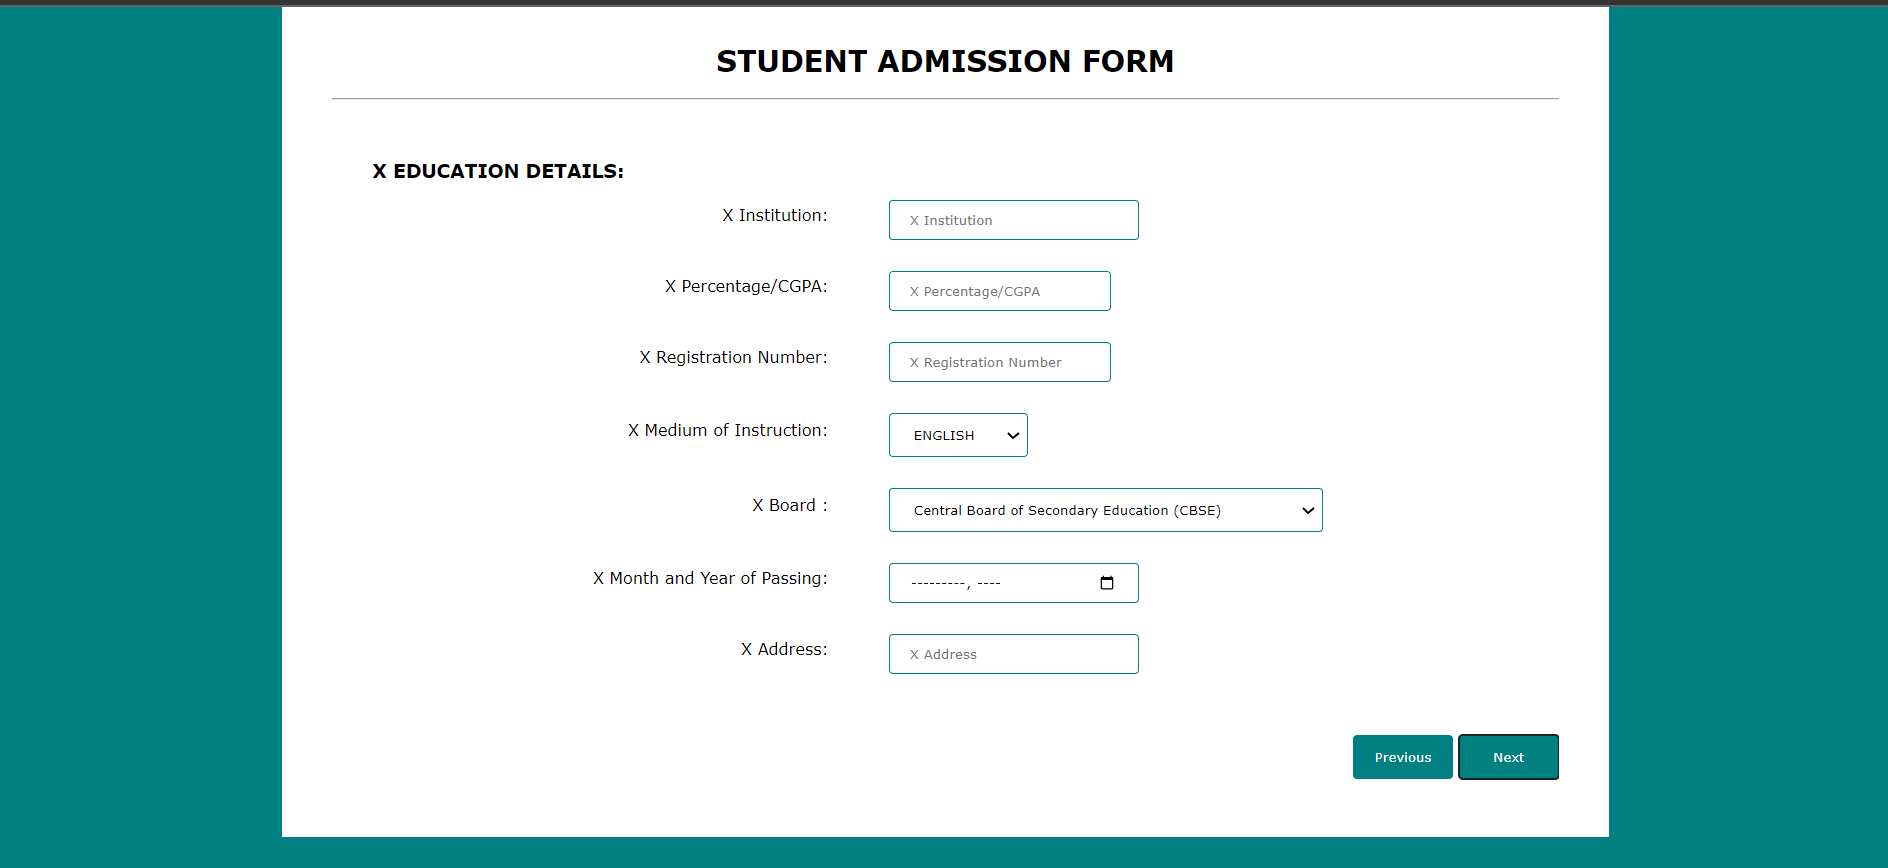 STUDENT ADMISSION FORM
X EDUCATION DETAILS:
X Institution: X Institution
X Percentage/CGPA: X Percentage/CGPA
X Registration Number: X Registration Number
X Medium of Instruction: ENGLISH
X Board : Central Board of Secondary Education (CBSE)
X Month and Year of Passing: ---------, ----
X Address: X Address
Previous Next